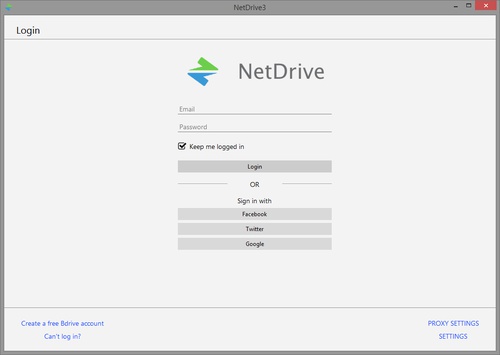 NetDrive3
Login
NetDrive
Email
Password
Keep me logged in
Login
OR
Sign in with
Facebook
Twitter
Google
Create a free Bdrive account
PROXY SETTINGS
Can't log in?
SETTINGS